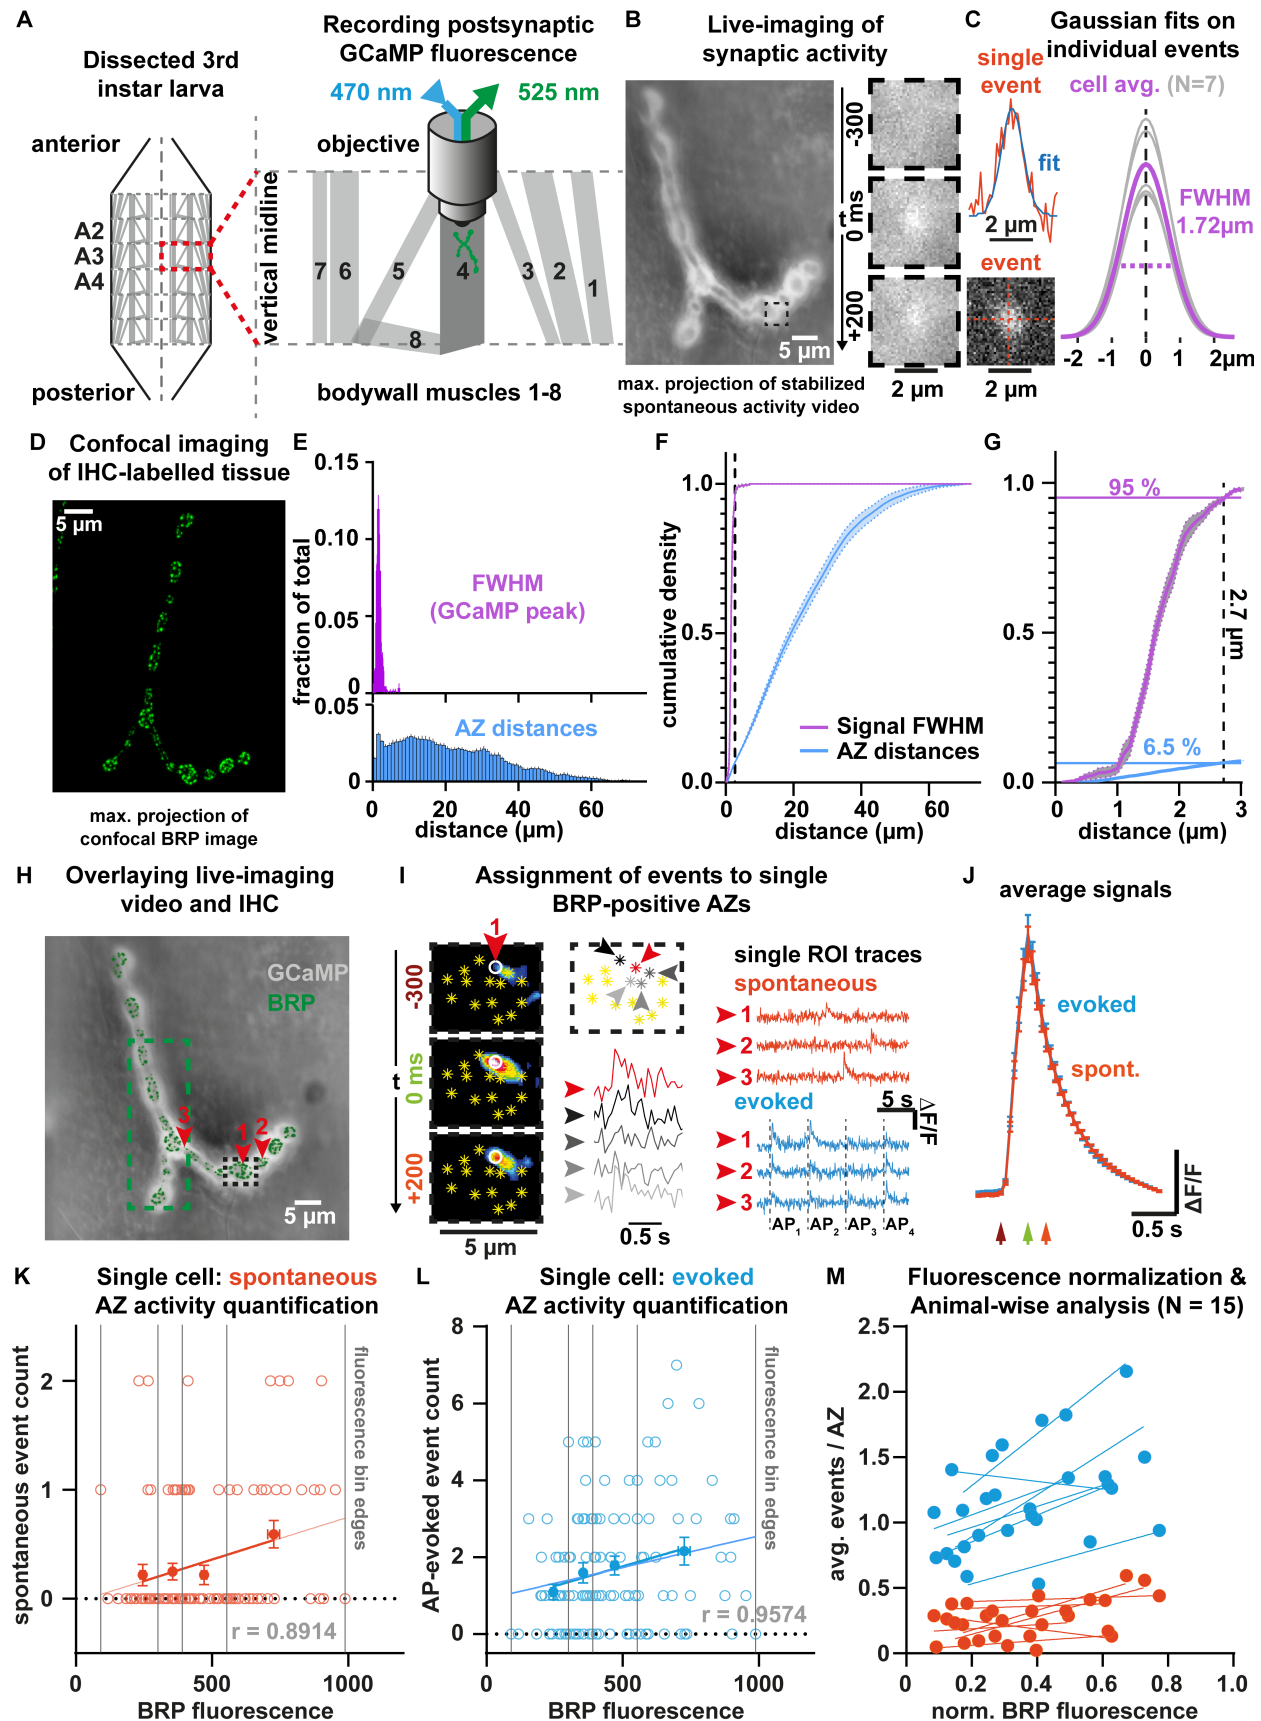 A
Recording postsynaptic
GCaMP fluorescence
Dissected 3rd
instar larva
470 nm
525 nm
anterior
objective
A2
A3
A4
vertical midline
7 6 5 4 3 2 1
8
posterior
bodywall muscles 1-8
B
Live-imaging of
synaptic activity
-300
t ms
0
+200
5 µm
2 µm
max. projection of stabilized
spontaneous activity video
C
Gaussian fits on
individual events
single
event
cell avg. (N=7)
fit
2 µm
FWHM
1.72µm
event
2 µm
-2 -1 0 1 2µm
D
Confocal imaging
of IHC-labelled tissue
5 µm
max. projection of
confocal BRP image
E
0.15
0.10
0.05
0
fraction of total
FWHM
(GCaMP peak)
0.05
0
AZ distances
0 20 40 60
distance (µm)
F
1.0
0.5
0.0
cumulative density
Signal FWHM
AZ distances
0 20 40 60
distance (µm)
G
1.0
0.5
0.0
95 %
2.7 µm
6.5 %
0 1 2 3
distance (µm)
H
Overlaying live-imaging
video and IHC
GCaMP
BRP
3 1 2
5 µm
I
Assignment of events to single
BRP-positive AZs
1
-300
t
0 ms
+200
5 µm
0.5 s
single ROI traces
spontaneous
1
2
3
evoked
5 s
ΔF/F
1
2
3
AP1 AP2 AP3 AP4
J
average signals
evoked
spont.
ΔF/F
0.5 s
K
Single cell: spontaneous
AZ activity quantification
spontaneous event count
2
1
0
fluorescence bin edges
r = 0.8914
0 500 1000
BRP fluorescence
L
Single cell: evoked
AZ activity quantification
AP-evoked event count
8
6
4
2
0
fluorescence bin edges
r = 0.9574
0 500 1000
BRP fluorescence
M
Fluorescence normalization &
Animal-wise analysis (N = 15)
avg. events / AZ
2.5
2.0
1.5
1.0
0.5
0
0 0.2 0.4 0.6 0.8 1.0
norm. BRP fluorescence